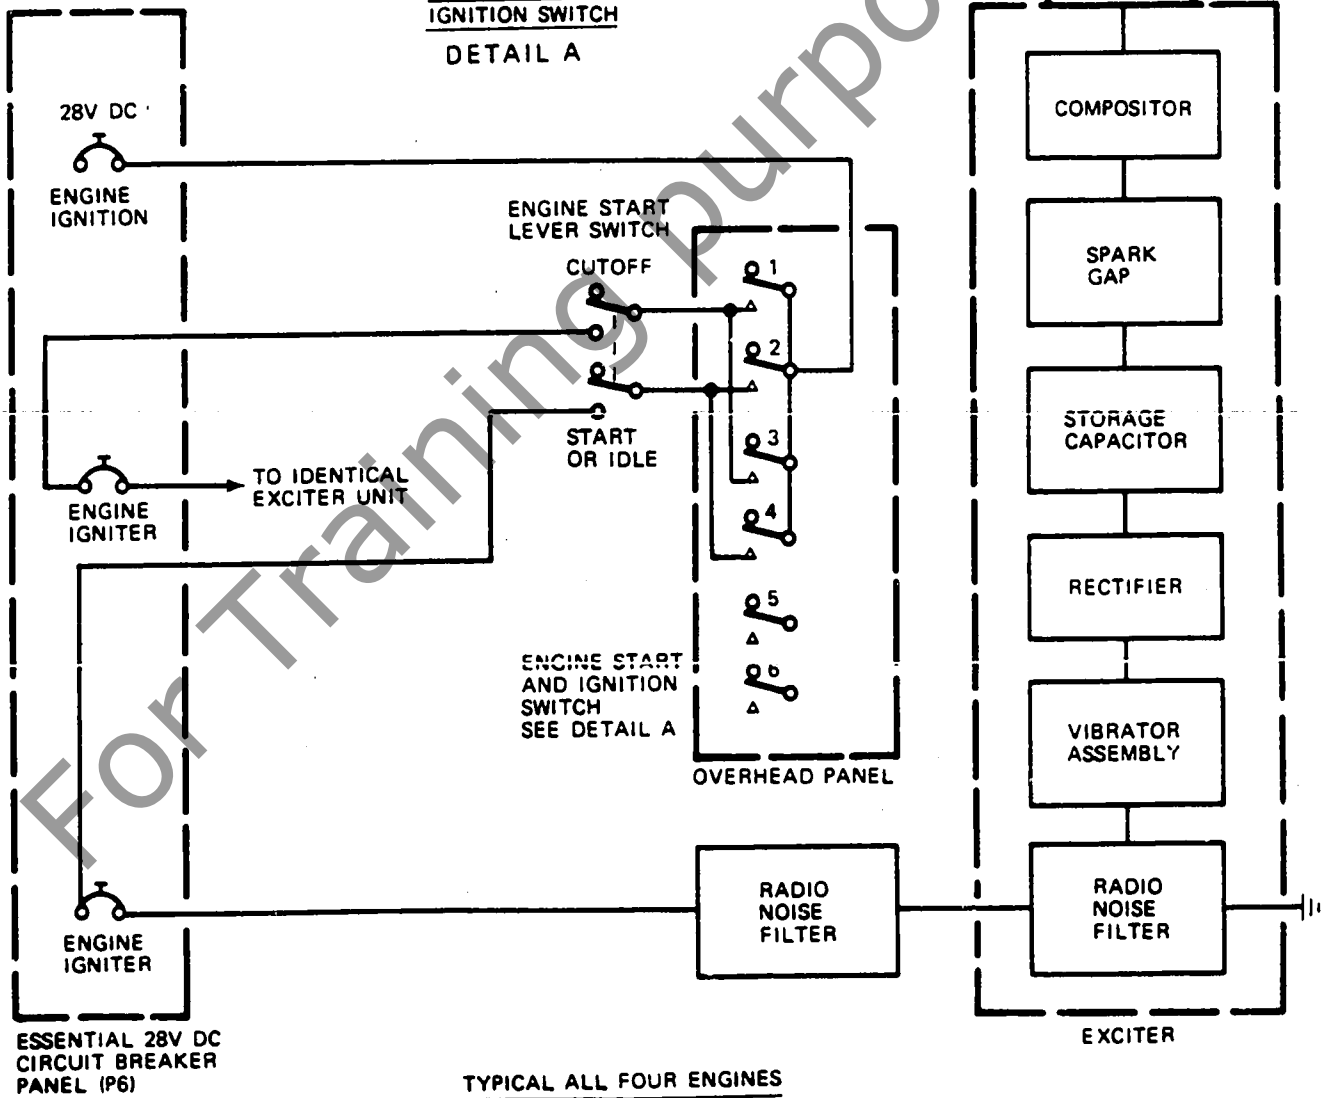 IGNITION SWITCH
DETAIL A
28V DC
ENGINE
IGNITION
ENGINE START
LEVER SWITCH
CUTOFF
START
OR IDLE
TO IDENTICAL
EXCITER UNIT
ENGINE
IGNITER
1
2
3
4
5
6
ENGINE START
AND IGNITION
SWITCH
SEE DETAIL A
OVERHEAD PANEL
ENGINE
IGNITER
ESSENTIAL 28V DC
CIRCUIT BREAKER
PANEL (P6)
RADIO
NOISE
FILTER
COMPOSITOR
SPARK
GAP
STORAGE
CAPACITOR
RECTIFIER
VIBRATOR
ASSEMBLY
RADIO
NOISE
FILTER
EXCITER
TYPICAL ALL FOUR ENGINES
For Training purpo